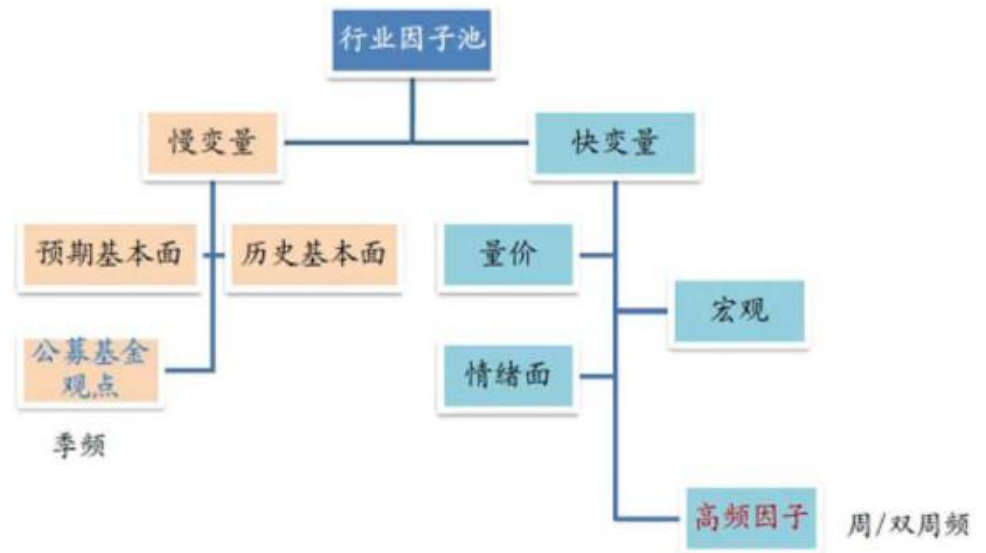 行业因子池
慢变量
快变量
预期基本面
历史基本面
量价
宏观
公募基金
观点
情绪面
季频
高频因子
周/双周频